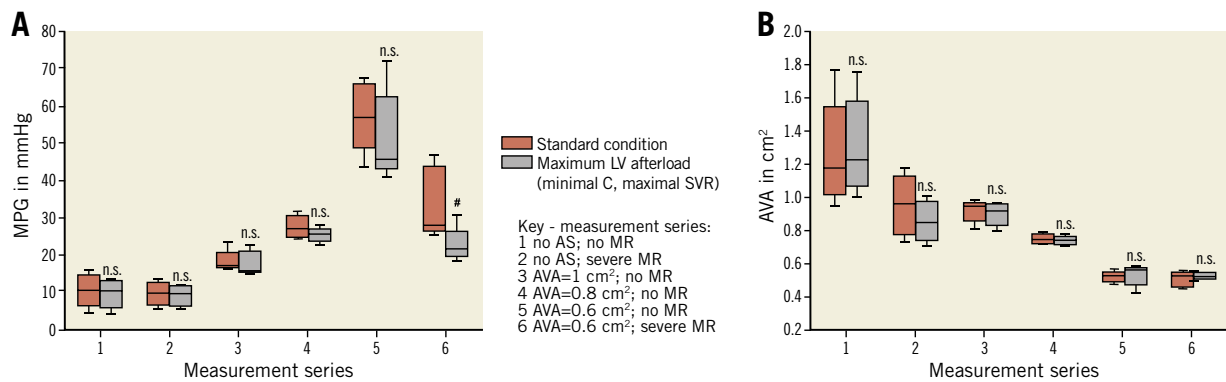 A
MPG in mmHg
80
70
60
50
40
30
20
10
0
n.s.
n.s.
n.s.
n.s.
n.s.
#
1 2 3 4 5 6
Measurement series
Standard condition
Maximum LV afterload
(minimal C, maximal SVR)
Key - measurement series:
1 no AS; no MR
2 no AS; severe MR
3 AVA=1 cm²; no MR
4 AVA=0.8 cm²; no MR
5 AVA=0.6 cm²; no MR
6 AVA=0.6 cm²; severe MR
B
AVA in cm²
2.0
1.8
1.6
1.4
1.2
1.0
0.8
0.6
0.4
0.2
n.s.
n.s.
n.s.
n.s.
n.s.
n.s.
1 2 3 4 5 6
Measurement series